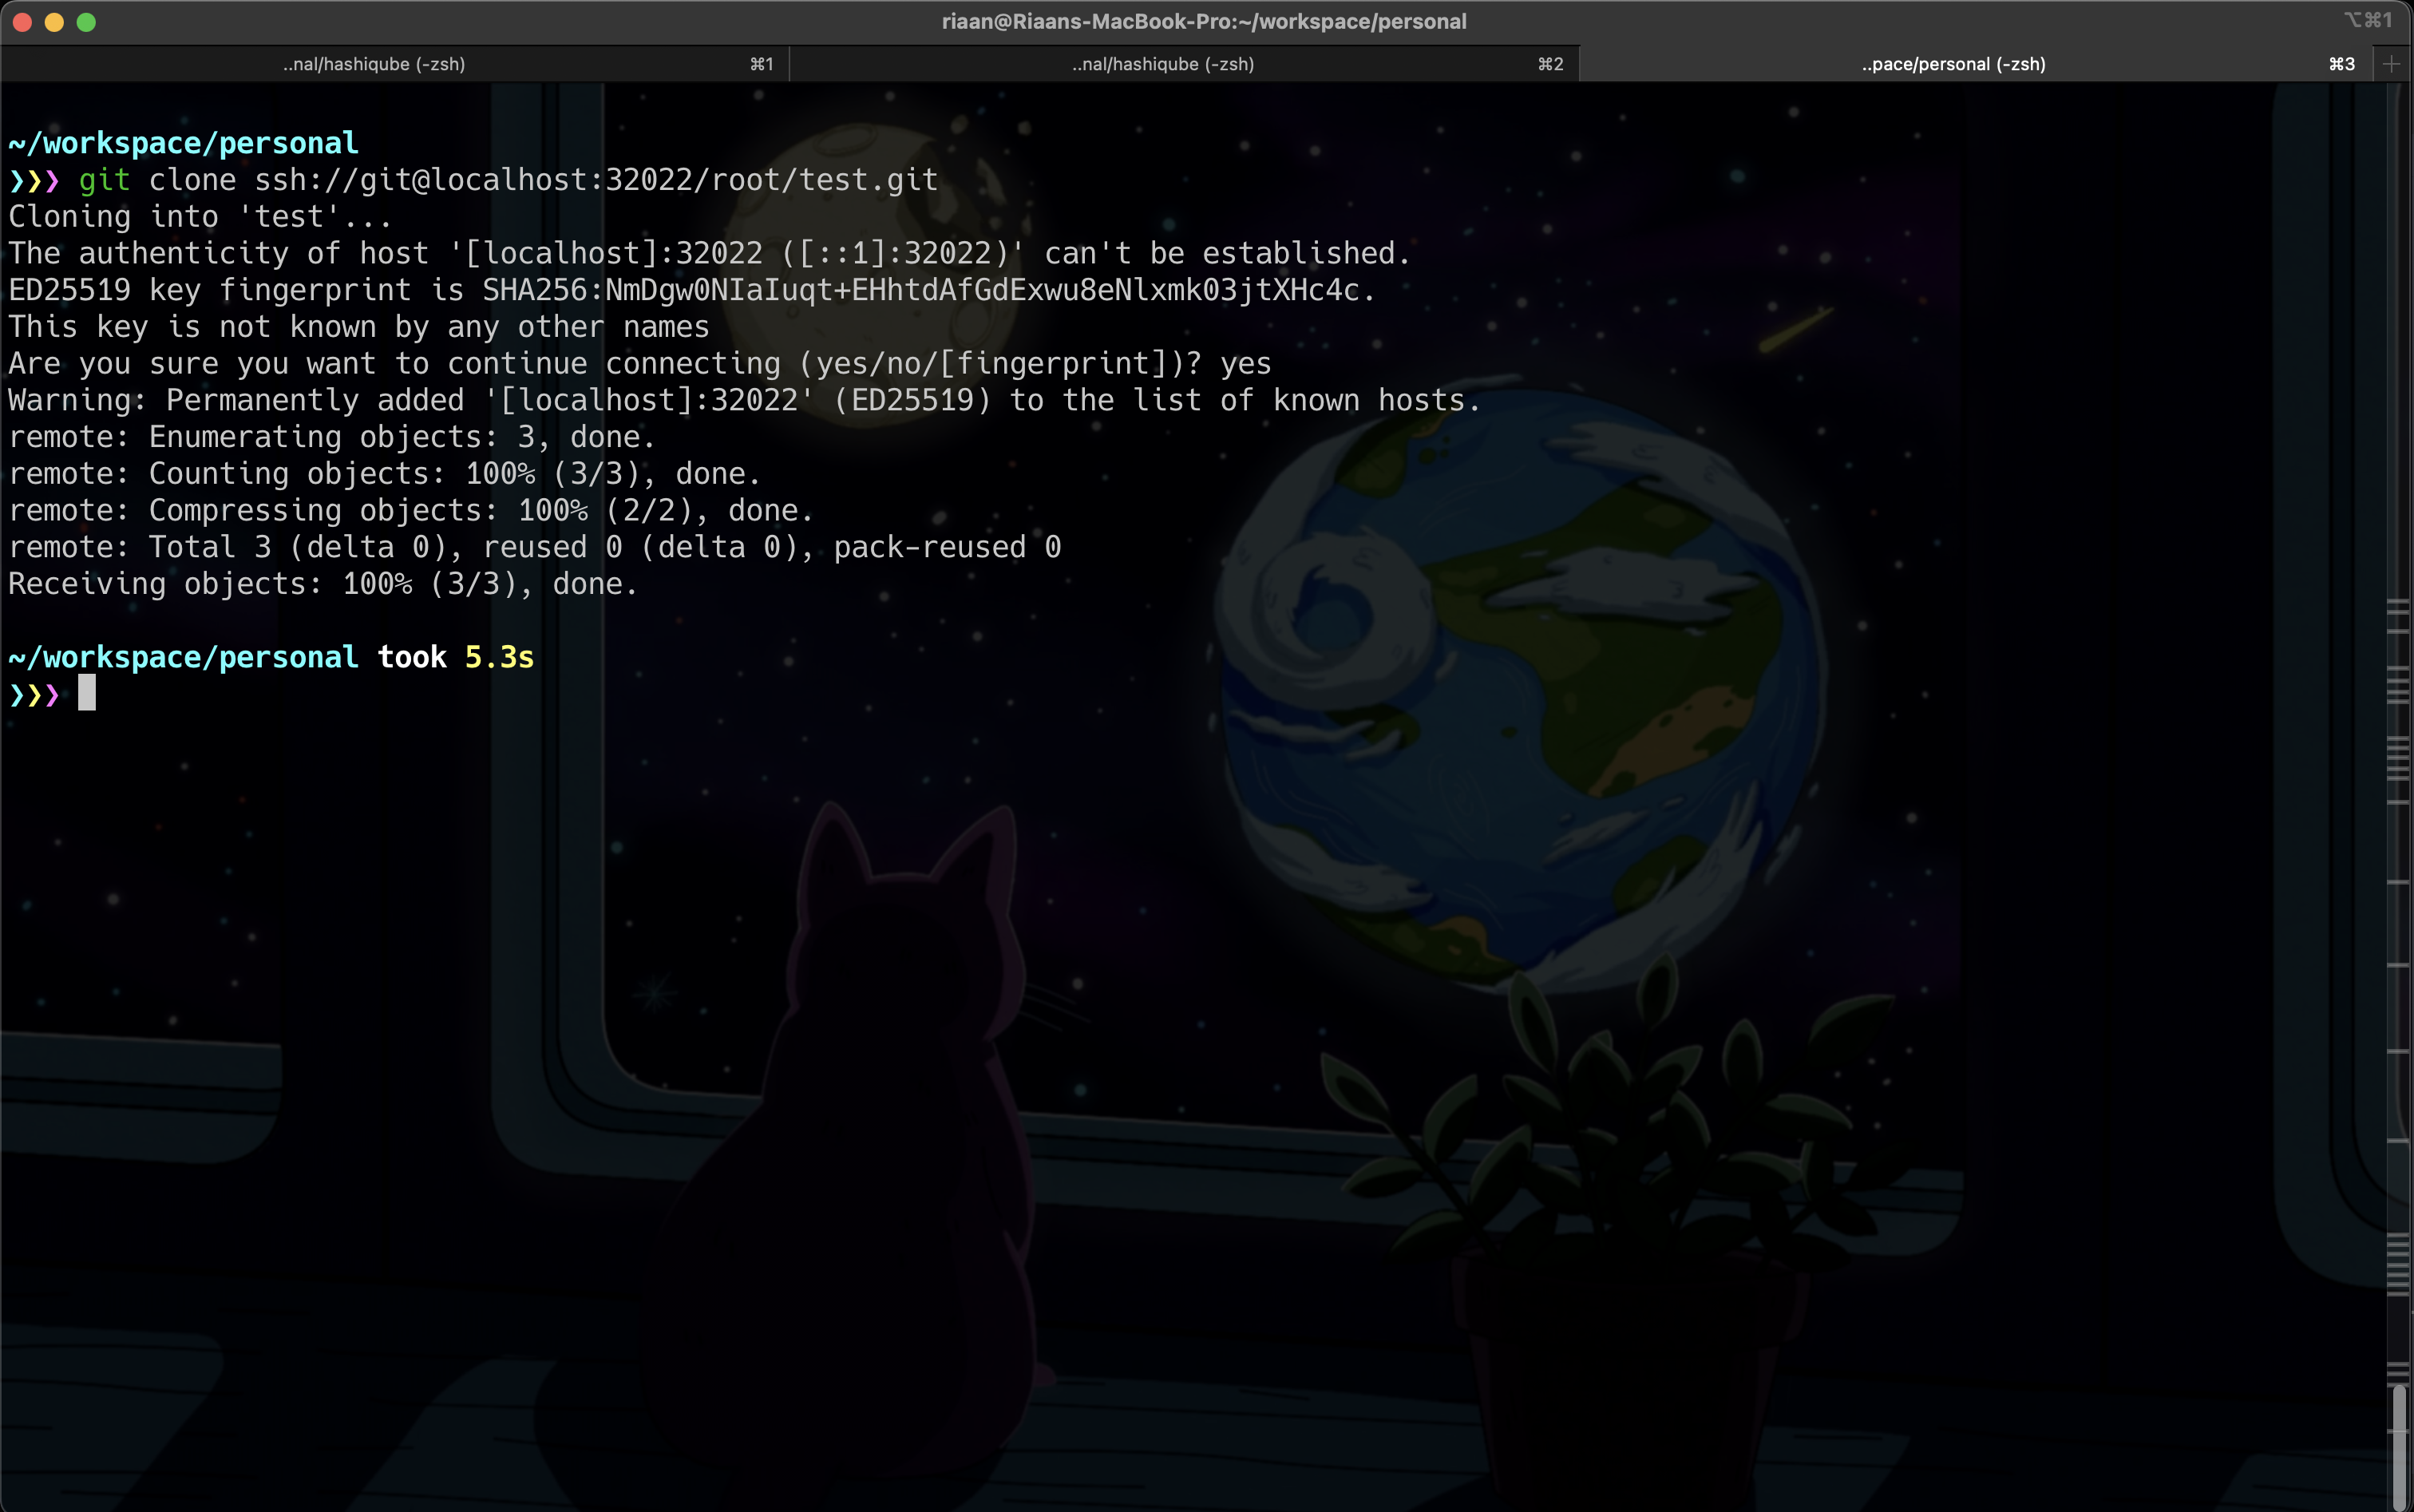 riaan@Riaans-MacBook-Pro:~/workspace/personal
⌥⌘1
..nal/hashiqube (-zsh) ⌘1
..nal/hashiqube (-zsh) ⌘2
..pace/personal (-zsh) ⌘3
~/workspace/personal
❯❯❯ git clone ssh://git@localhost:32022/root/test.git
Cloning into 'test'...
The authenticity of host '[localhost]:32022 ([::1]:32022)' can't be established.
ED25519 key fingerprint is SHA256:NmDgw0NIaIuqt+EHhtdAfGdExwu8eNlxmk03jtXHc4c.
This key is not known by any other names
Are you sure you want to continue connecting (yes/no/[fingerprint])? yes
Warning: Permanently added '[localhost]:32022' (ED25519) to the list of known hosts.
remote: Enumerating objects: 3, done.
remote: Counting objects: 100% (3/3), done.
remote: Compressing objects: 100% (2/2), done.
remote: Total 3 (delta 0), reused 0 (delta 0), pack-reused 0
Receiving objects: 100% (3/3), done.
~/workspace/personal took 5.3s
❯❯❯